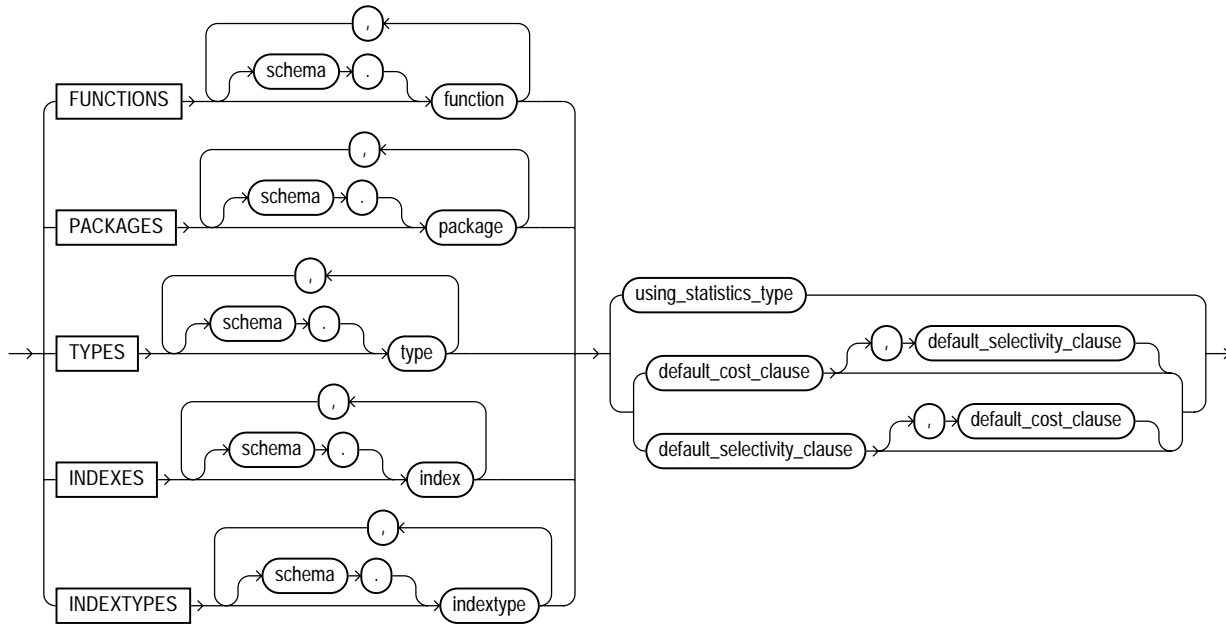 ,
schema .
FUNCTIONS function
,
schema .
PACKAGES package
,
schema .
TYPES type
,
schema .
INDEXES index
,
schema .
INDEXTYPES indextype
using_statistics_type
, default_selectivity_clause
default_cost_clause
, default_cost_clause
default_selectivity_clause